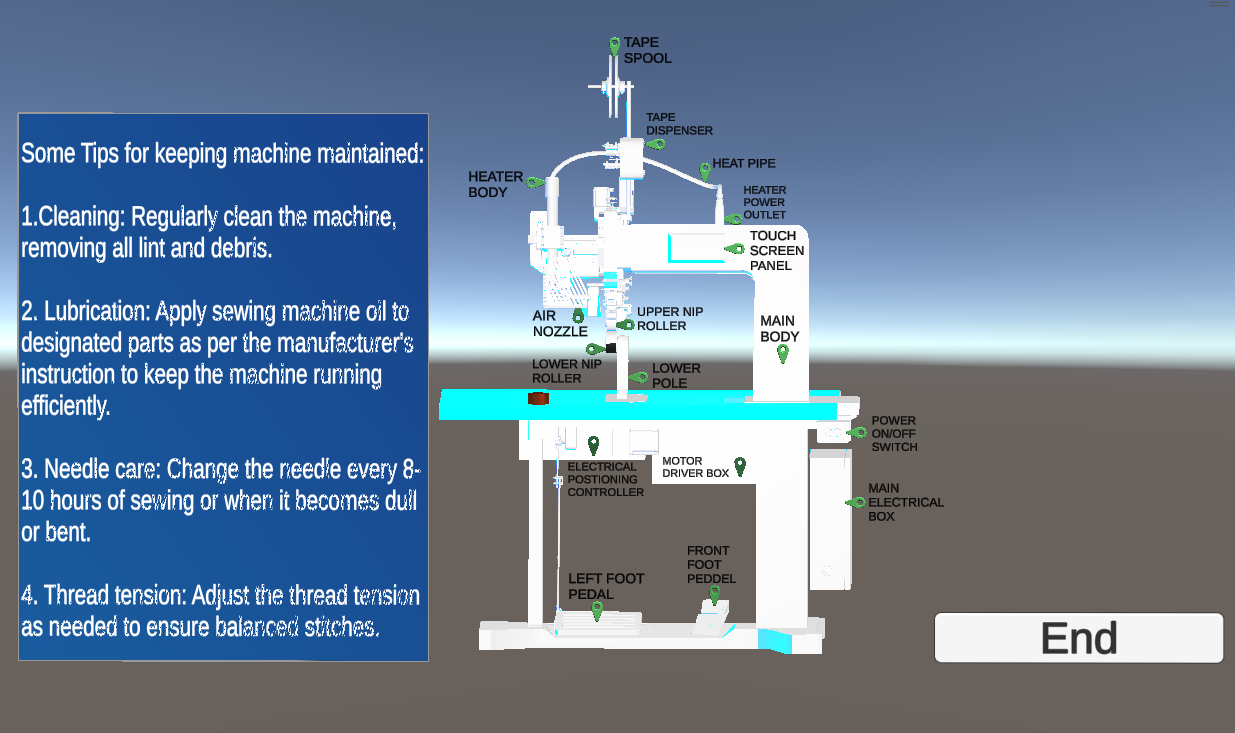 Some Tips for keeping machine maintained:
1.Cleaning: Regularly clean the machine,
removing all lint and debris.
2. Lubrication: Apply sewing machine oil to
designated parts as per the manufacturer's
instruction to keep the machine running
efficiently.
3. Needle care: Change the needle every 8-
10 hours of sewing or when it becomes dull
or bent.
4. Thread tension: Adjust the thread tension
as needed to ensure balanced stitches.
TAPE
SPOOL
TAPE
DISPENSER
HEAT PIPE
HEATER
BODY
HEATER
POWER
OUTLET
TOUCH
SCREEN
PANEL
AIR
NOZZLE
UPPER NIP
ROLLER
MAIN
BODY
LOWER NIP
ROLLER
LOWER
POLE
POWER
ON/OFF
SWITCH
ELECTRICAL
POSTIONING
CONTROLLER
MOTOR
DRIVER BOX
MAIN
ELECTRICAL
BOX
LEFT FOOT
PEDAL
FRONT
FOOT
PEDDEL
End